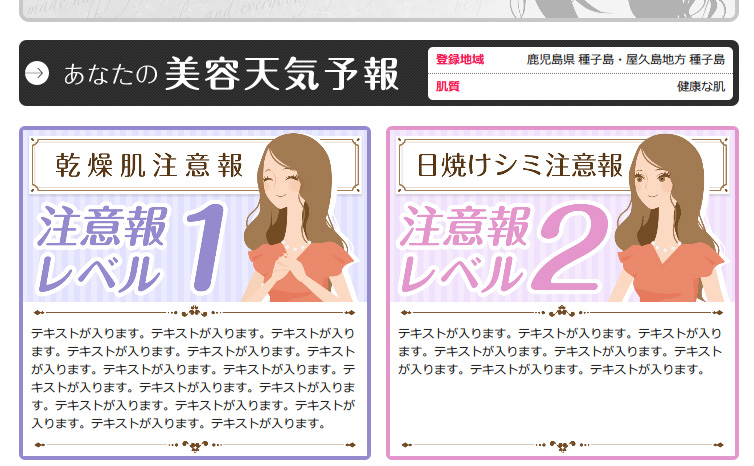 made
and everyone
あなたの美容天気予報
登録地域 鹿児島県 種子島・屋久島地方 種子島
肌質 健康な肌
乾燥肌注意報
注意報
レベル 1
テキストが入ります。テキストが入ります。テキストが入り
ます。テキストが入ります。テキストが入ります。テキスト
が入ります。テキストが入ります。テキストが入ります。テ
キストが入ります。テキストが入ります。テキストが入りま
す。テキストが入ります。テキストが入ります。テキストが
入ります。テキストが入ります。テキストが入ります。
日焼けシミ注意報
注意報
レベル 2
テキストが入ります。テキストが入ります。テキストが入り
ます。テキストが入ります。テキストが入ります。テキスト
が入ります。テキストが入ります。テキストが入ります。